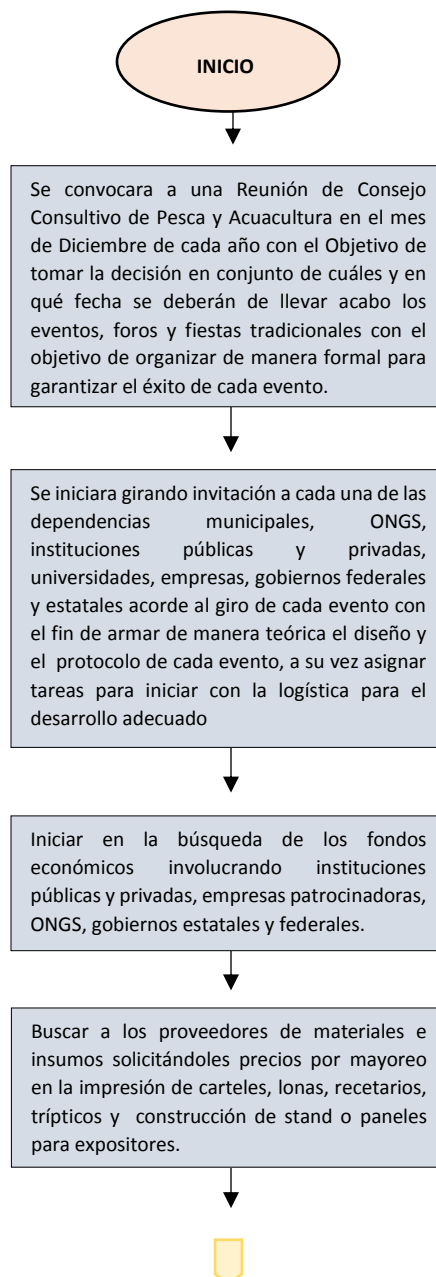 INICIO
Se convocara a una Reunión de Consejo
Consultivo de Pesca y Acuacultura en el mes
de Diciembre de cada año con el Objetivo de
tomar la decisión en conjunto de cuáles y en
qué fecha se deberán de llevar acabo los
eventos, foros y fiestas tradicionales con el
objetivo de organizar de manera formal para
garantizar el éxito de cada evento.
Se iniciara girando invitación a cada una de las
dependencias municipales, ONGS,
instituciones públicas y privadas,
universidades, empresas, gobiernos federales
y estatales acorde al giro de cada evento con
el fin de armar de manera teórica el diseño y
el protocolo de cada evento, a su vez asignar
tareas para iniciar con la logística para el
desarrollo adecuado
Iniciar en la búsqueda de los fondos
económicos involucrando instituciones
públicas y privadas, empresas patrocinadoras,
ONGS, gobiernos estatales y federales.
Buscar a los proveedores de materiales e
insumos solicitándoles precios por mayoreo
en la impresión de carteles, lonas, recetarios,
trípticos y construcción de stand o paneles
para expositores.